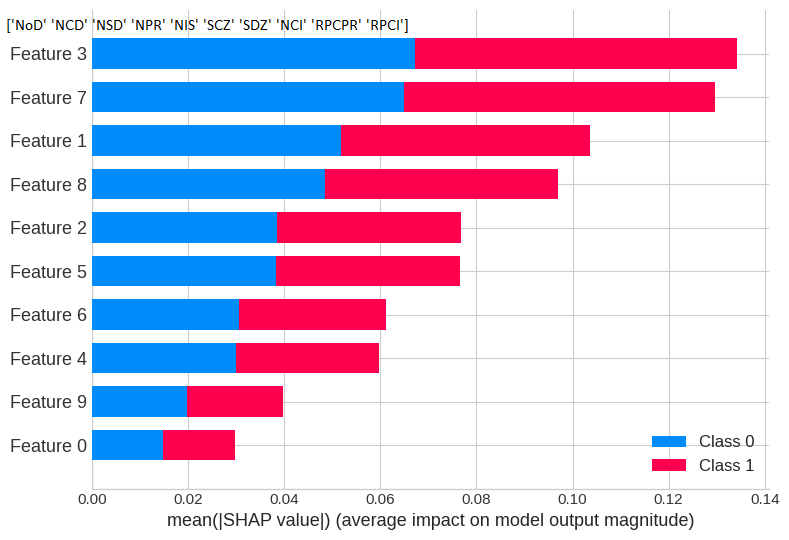 ['NoD' 'NCD' 'NSD' 'NPR' 'NIS' 'SCZ' 'SDZ' 'NCI' 'RPCPR' 'RPCI']
Feature 3
Feature 7
Feature 1
Feature 8
Feature 2
Feature 5
Feature 6
Feature 4
Feature 9
Feature 0
Class 0
Class 1
0.00 0.02 0.04 0.06 0.08 0.10 0.12 0.14
mean(|SHAP value|) (average impact on model output magnitude)